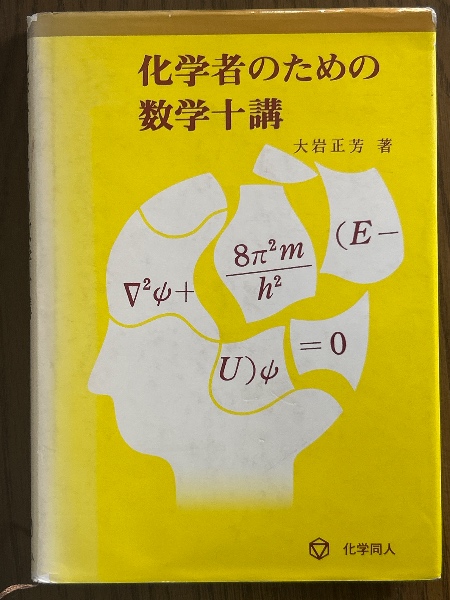 化学者のための
数学十講
大岩正芳 著
∇²ψ+
8π²m
h²
(E−
U)ψ
=0
化学同人